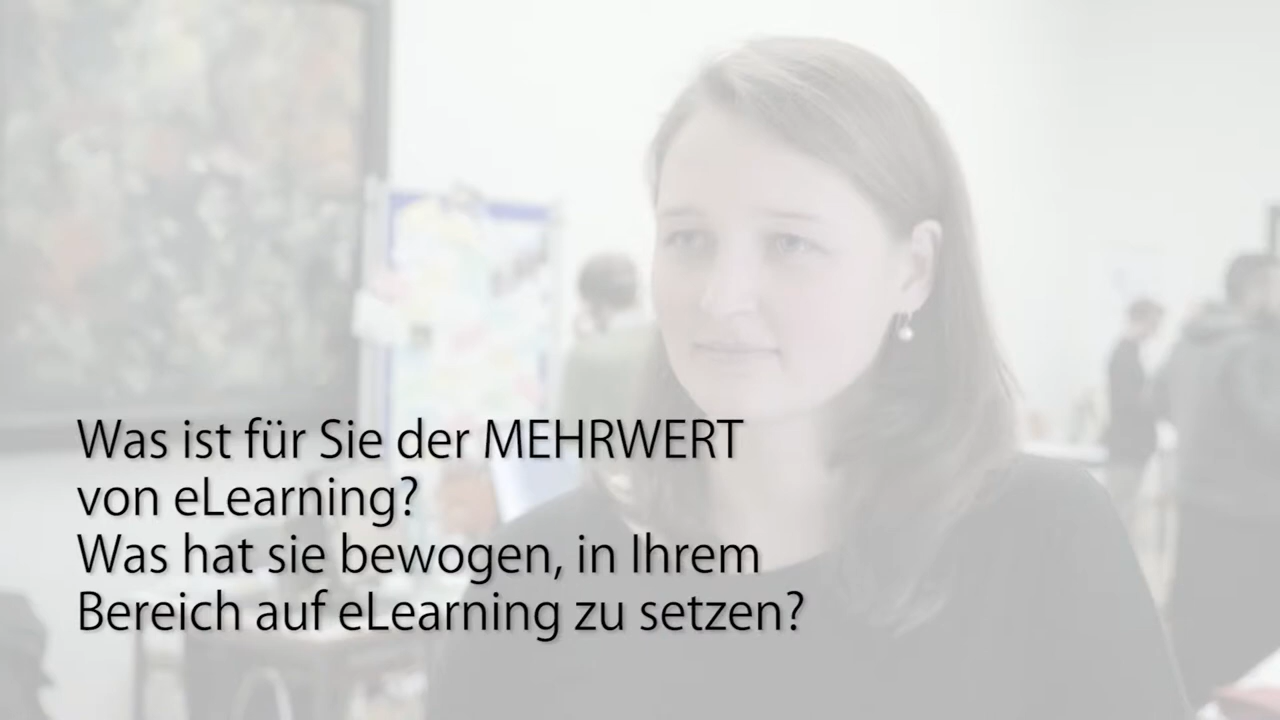 Was ist für Sie der MEHRWERT
von eLearning?
Was hat sie bewogen, in Ihrem
Bereich auf eLearning zu setzen?